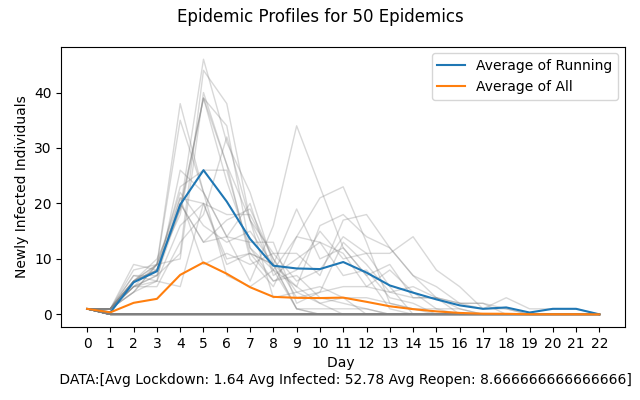 Epidemic Profiles for 50 Epidemics
Average of Running
Average of All
Newly Infected Individuals
40
30
20
10
0
0 1 2 3 4 5 6 7 8 9 10 11 12 13 14 15 16 17 18 19 20 21 22
Day
DATA:[Avg Lockdown: 1.64 Avg Infected: 52.78 Avg Reopen: 8.666666666666666]